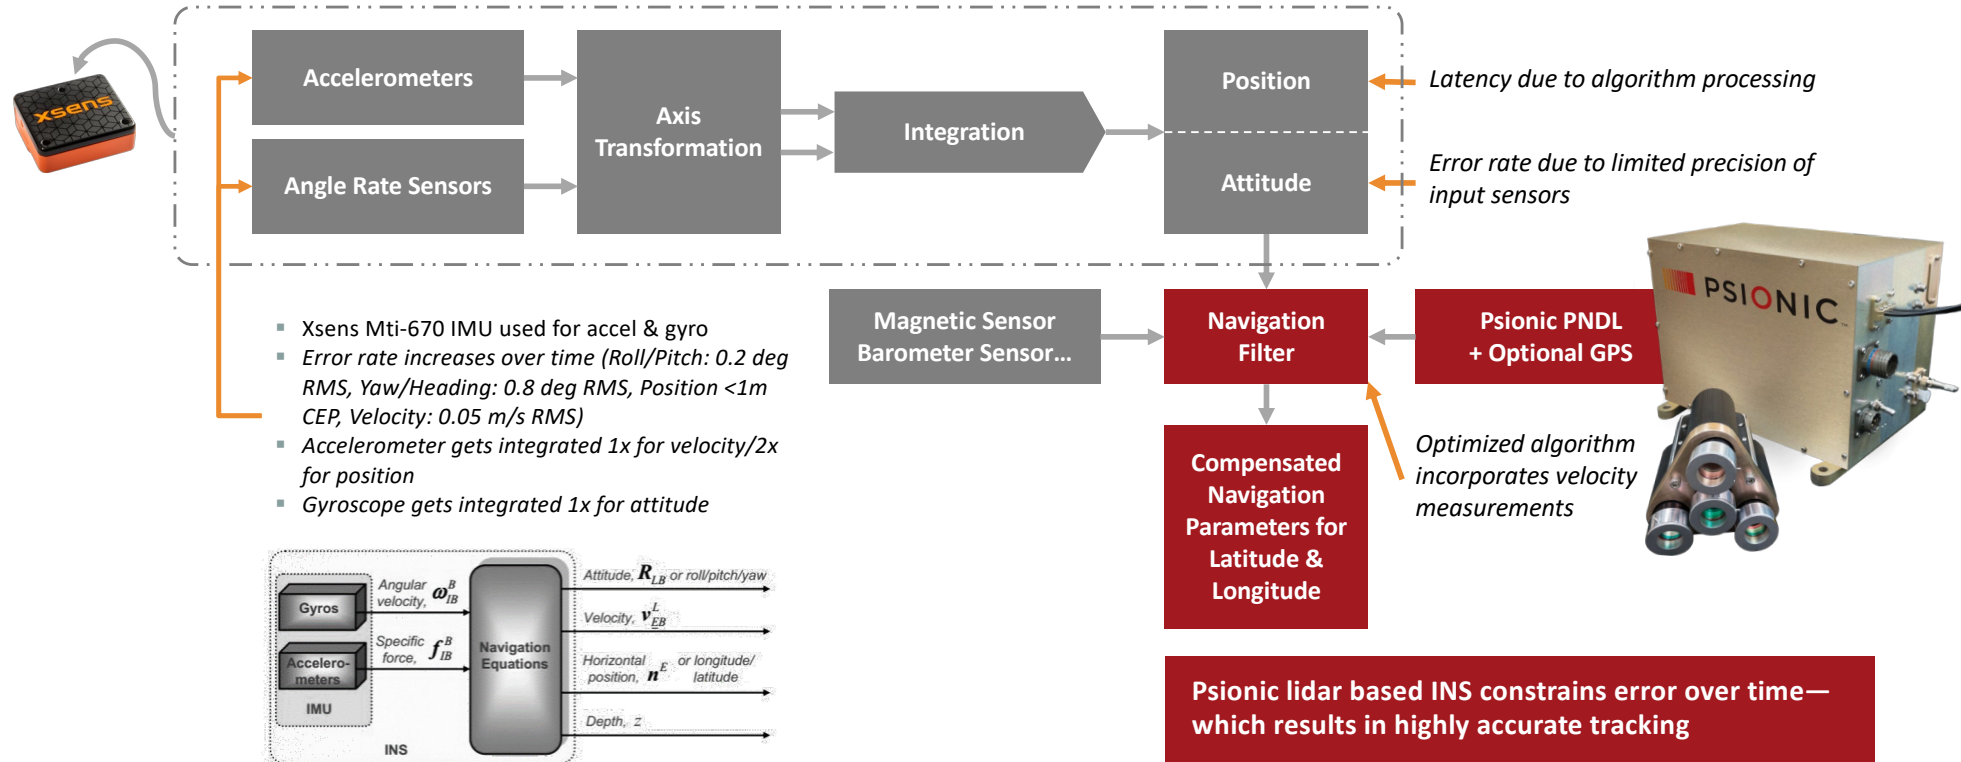 xsens
Accelerometers
Angle Rate Sensors
Axis
Transformation
Integration
Position
Attitude
Latency due to algorithm processing
Error rate due to limited precision of
input sensors
PSIONIC
Magnetic Sensor
Barometer Sensor...
Navigation
Filter
Psionic PNDL
+ Optional GPS
Compensated
Navigation
Parameters for
Latitude &
Longitude
Optimized algorithm
incorporates velocity
measurements
▪ Xsens Mti-670 IMU used for accel & gyro
▪ Error rate increases over time (Roll/Pitch: 0.2 deg
RMS, Yaw/Heading: 0.8 deg RMS, Position <1m
CEP, Velocity: 0.05 m/s RMS)
▪ Accelerometer gets integrated 1x for velocity/2x
for position
▪ Gyroscope gets integrated 1x for attitude
Gyros
Accelero-
meters
IMU
INS
Angular
velocity, ω_IB^B
Specific
force, f_IB^B
Navigation
Equations
Attitude, R_LB or roll/pitch/yaw
Velocity, v_EB^L
Horizontal
position, n^E or longitude/
latitude
Depth, z
Psionic lidar based INS constrains error over time—
which results in highly accurate tracking